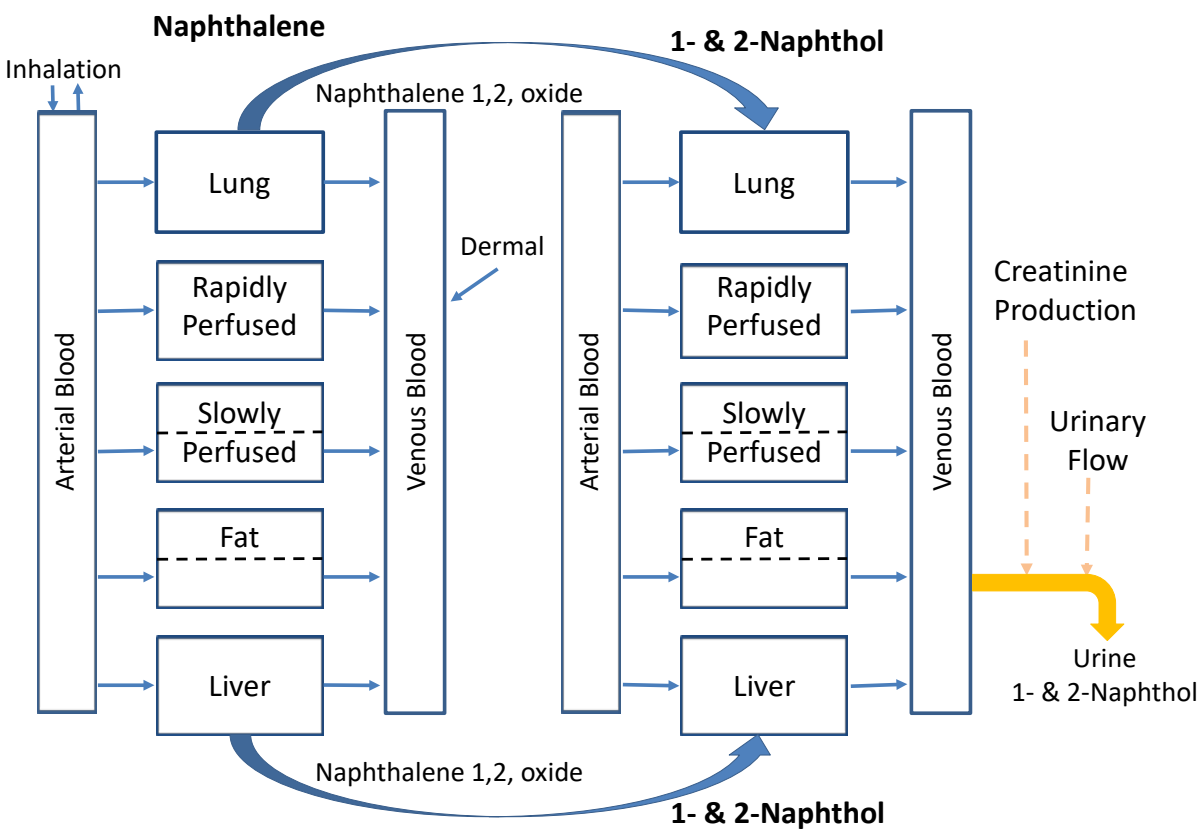 Naphthalene
1- & 2-Naphthol
Inhalation
Naphthalene 1,2, oxide
Arterial Blood
Lung
Rapidly
Perfused
Slowly
Perfused
Fat
Liver
Venous Blood
Dermal
Arterial Blood
Lung
Rapidly
Perfused
Slowly
Perfused
Fat
Liver
Venous Blood
Creatinine
Production
Urinary
Flow
Urine
1- & 2-Naphthol
Naphthalene 1,2, oxide
1- & 2-Naphthol